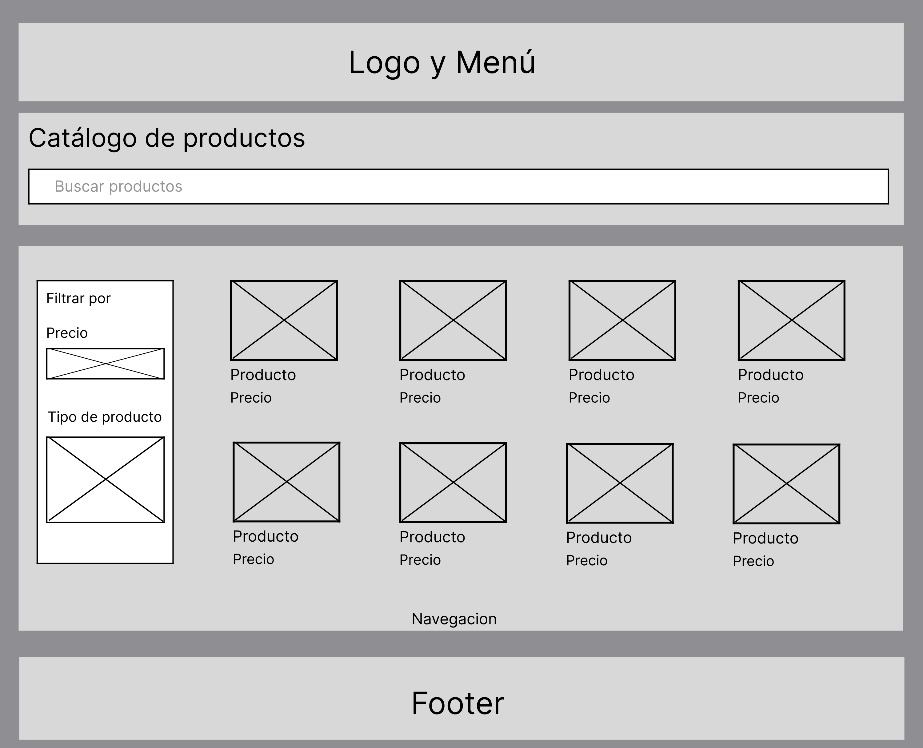 Logo y Menú
Catálogo de productos
Buscar productos
Filtrar por
Precio
Tipo de producto
Producto
Precio
Producto
Precio
Producto
Precio
Producto
Precio
Producto
Precio
Producto
Precio
Producto
Precio
Producto
Precio
Navegacion
Footer